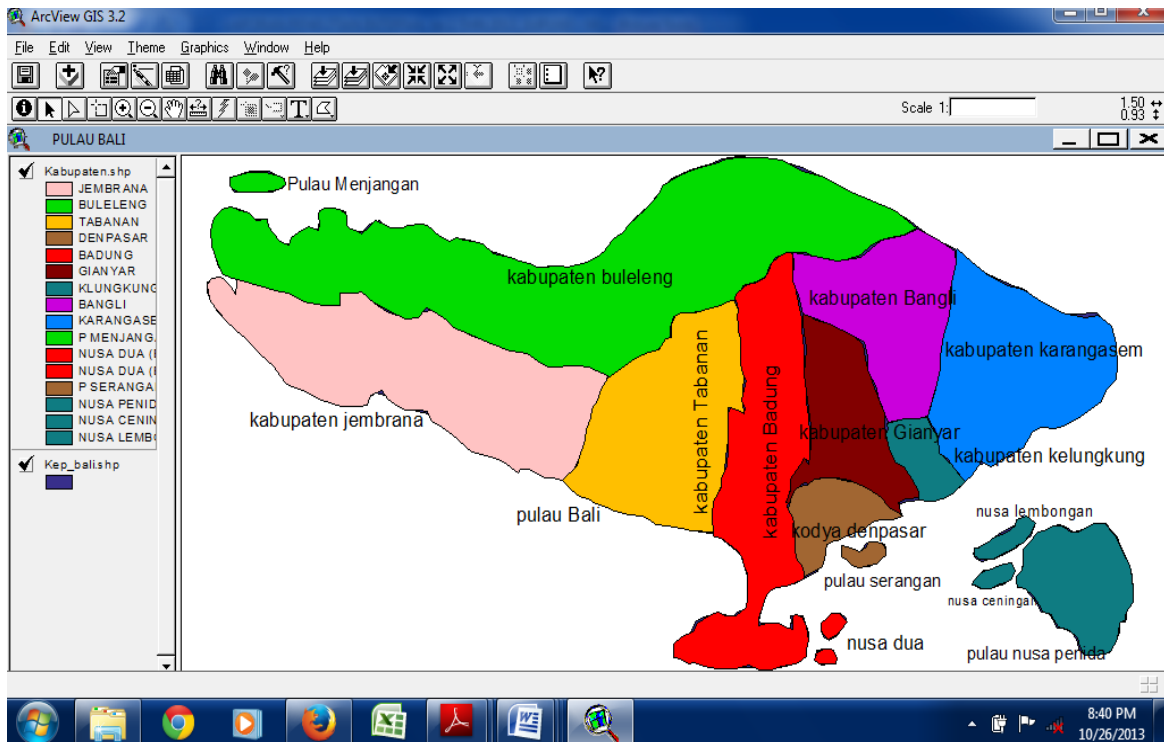 ArcView GIS 3.2
File Edit View Theme Graphics Window Help
Scale 1:
1.50
0.93
PULAU BALI
Kabupaten.shp
JEMBRANA
BULELENG
TABANAN
DENPASAR
BADUNG
GIANYAR
KLUNGKUNG
BANGLI
KARANGASE
P MENJANG
NUSA DUA (
NUSA DUA (
P SERANGA
NUSA PENID
NUSA CENIN
NUSA LEMB
Kep_bali.shp
Pulau Menjangan
kabupaten buleleng
kabupaten Bangli
kabupaten karangasem
kabupaten jembrana
kabupaten Tabanan
kabupaten Badung
kabupaten Gianyar
kabupaten kelungkung
pulau Bali
kodya denpasar
nusa lembongan
pulau serangan
nusa ceningan
nusa dua
pulau nusa penida
8:40 PM
10/26/2013